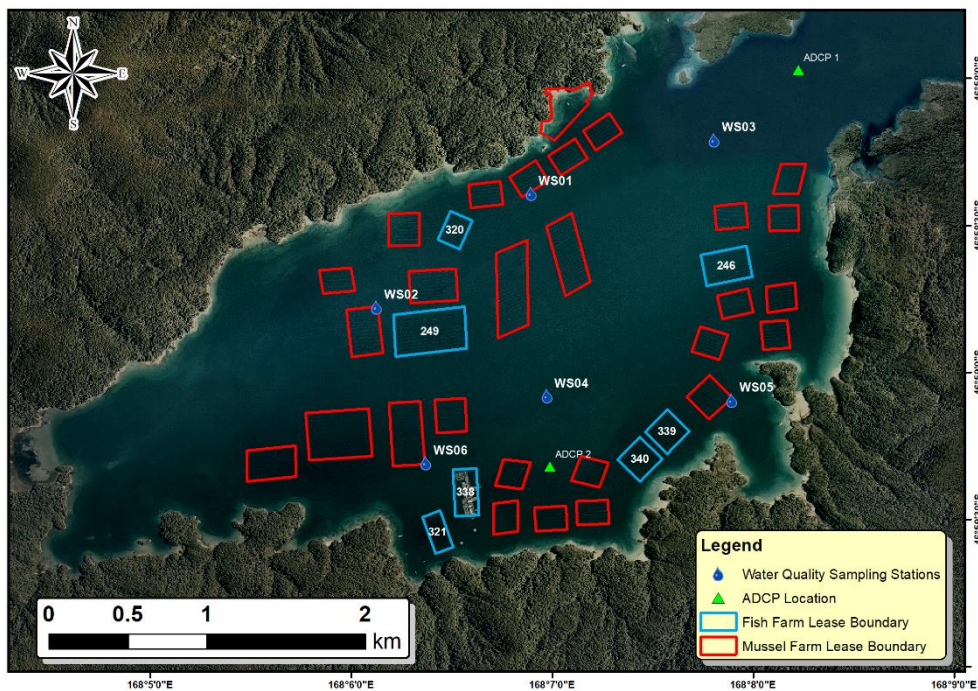 N
W
E
S
ADCP 1
WS03
WS01
320
246
WS02
249
WS04
WS05
339
340
WS06
ADCP 2
338
321
Legend
Water Quality Sampling Stations
ADCP Location
Fish Farm Lease Boundary
Mussel Farm Lease Boundary
0 0.5 1 2
km
168°5'0"E 168°6'0"E 168°7'0"E 168°8'0"E 168°9'0"E